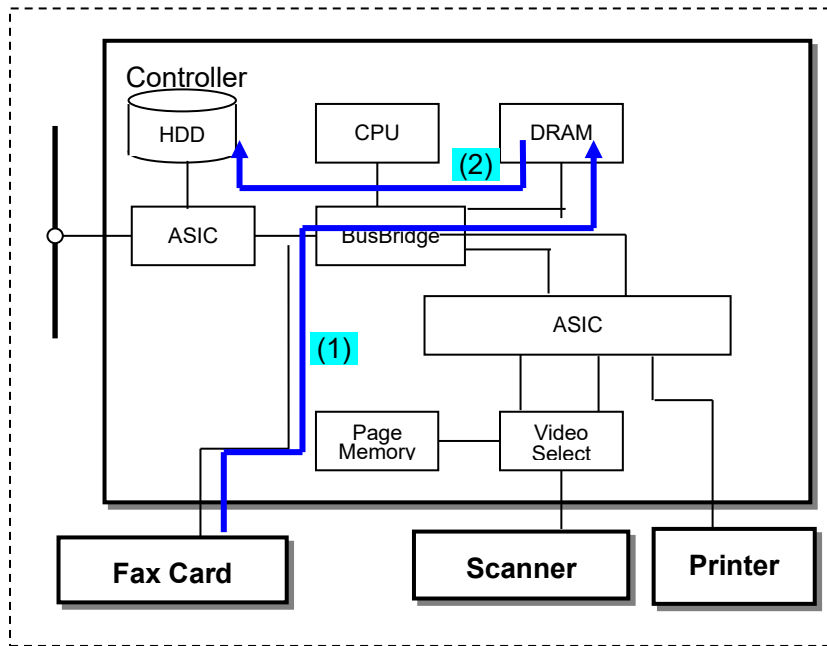 Controller
HDD
CPU
DRAM
(2)
ASIC
BusBridge
ASIC
(1)
Page
Memory
Video
Select
Fax Card
Scanner
Printer